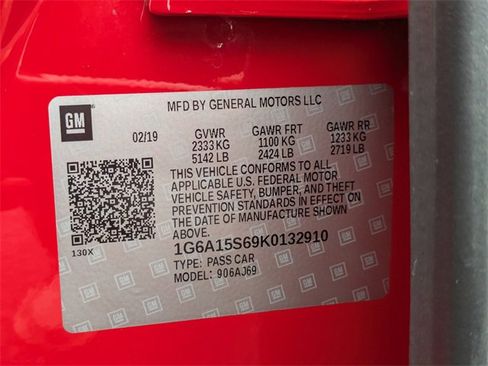 GM
MFD BY GENERAL MOTORS LLC
02/19 GVWR GAWR FRT GAWR RR
2333 KG 1100 KG 1233 KG
5142 LB 2424 LB 2719 LB
THIS VEHICLE CONFORMS TO ALL
APPLICABLE U.S. FEDERAL MOTOR
VEHICLE SAFETY, BUMPER, AND THEFT
PREVENTION STANDARDS IN EFFECT ON
THE DATE OF MANUFACTURE SHOWN
ABOVE.
130X
1G6A15S69K0132910
TYPE: PASS CAR
MODEL: 906AJ69